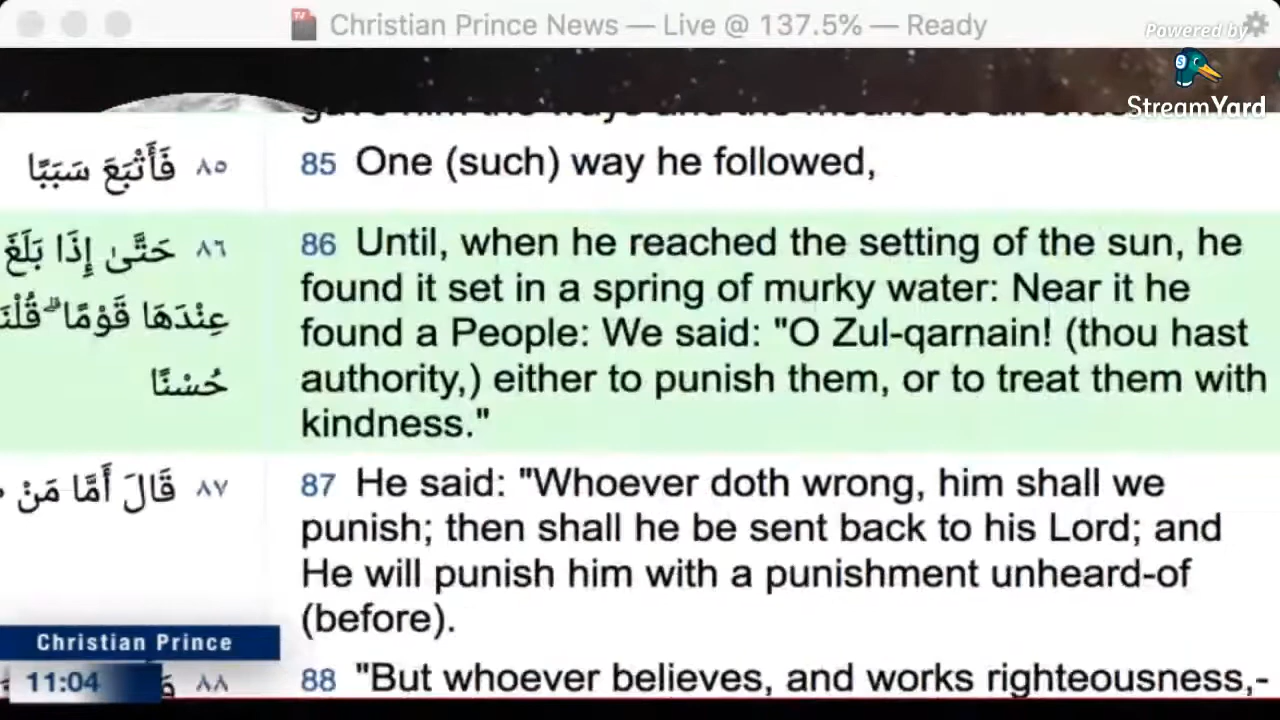 Christian Prince News — Live @ 137.5% — Ready
Powered by
StreamYard
فَأَتْبَعَ سَبَبًا ٨٥
85 One (such) way he followed,
حَتَّىٰ إِذَا بَلَغَ ٨٦
عِنْدَهَا قَوْمًا ۗ
حُسْنًا
86 Until, when he reached the setting of the sun, he
found it set in a spring of murky water: Near it he
found a People: We said: "O Zul-qarnain! (thou hast
authority,) either to punish them, or to treat them with
kindness."
قَالَ أَمَّا مَنْ ٨٧
87 He said: "Whoever doth wrong, him shall we
punish; then shall he be sent back to his Lord; and
He will punish him with a punishment unheard-of
(before).
٨٨
88 "But whoever believes, and works righteousness,-
Christian Prince
11:04